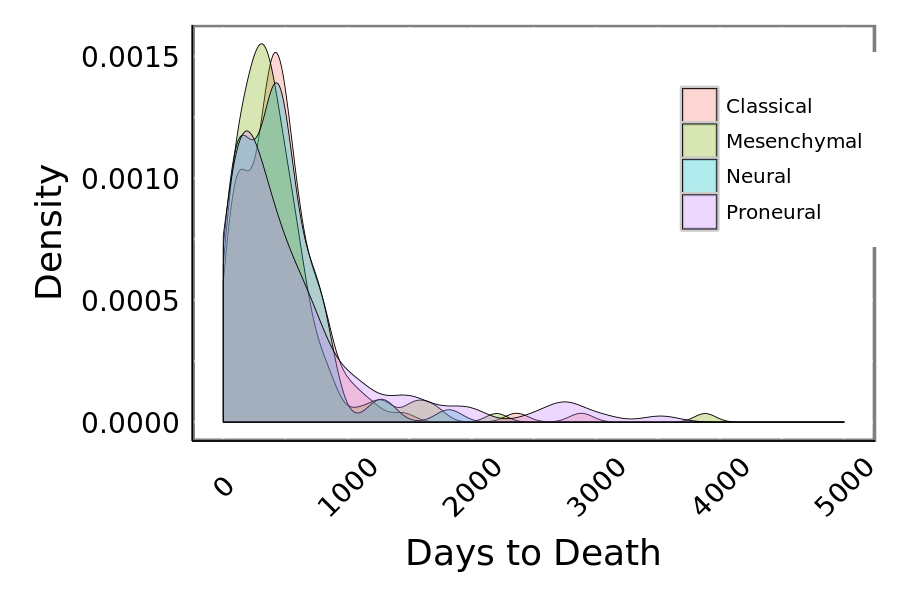 0.0015
0.0010
0.0005
0.0000
Density
Classical
Mesenchymal
Neural
Proneural
0 1000 2000 3000 4000 5000
Days to Death